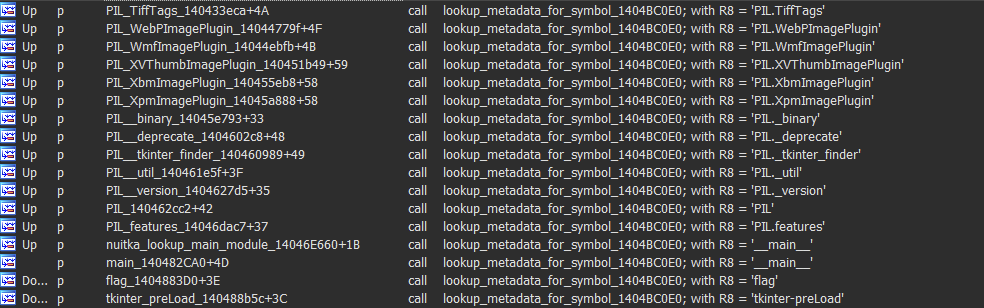 Up p PIL_TiffTags_140433eca+4A call lookup_metadata_for_symbol_1404BC0E0; with R8 = 'PIL.TiffTags'
Up p PIL_WebPImagePlugin_14044779f+4F call lookup_metadata_for_symbol_1404BC0E0; with R8 = 'PIL.WebPImagePlugin'
Up p PIL_WmfImagePlugin_14044ebfb+4B call lookup_metadata_for_symbol_1404BC0E0; with R8 = 'PIL.WmfImagePlugin'
Up p PIL_XVThumbImagePlugin_140451b49+59 call lookup_metadata_for_symbol_1404BC0E0; with R8 = 'PIL.XVThumbImagePlugin'
Up p PIL_XbmImagePlugin_140455eb8+58 call lookup_metadata_for_symbol_1404BC0E0; with R8 = 'PIL.XbmImagePlugin'
Up p PIL_XpmImagePlugin_14045a888+58 call lookup_metadata_for_symbol_1404BC0E0; with R8 = 'PIL.XpmImagePlugin'
Up p PIL__binary_14045e793+33 call lookup_metadata_for_symbol_1404BC0E0; with R8 = 'PIL._binary'
Up p PIL__deprecate_1404602c8+48 call lookup_metadata_for_symbol_1404BC0E0; with R8 = 'PIL._deprecate'
Up p PIL__tkinter_finder_140460989+49 call lookup_metadata_for_symbol_1404BC0E0; with R8 = 'PIL._tkinter_finder'
Up p PIL__util_140461e5f+3F call lookup_metadata_for_symbol_1404BC0E0; with R8 = 'PIL._util'
Up p PIL__version_1404627d5+35 call lookup_metadata_for_symbol_1404BC0E0; with R8 = 'PIL._version'
Up p PIL_140462cc2+42 call lookup_metadata_for_symbol_1404BC0E0; with R8 = 'PIL'
Up p PIL_features_14046dac7+37 call lookup_metadata_for_symbol_1404BC0E0; with R8 = 'PIL.features'
Up p nuitka_lookup_main_module_14046E660+1B call lookup_metadata_for_symbol_1404BC0E0; with R8 = '__main__'
p main_140482CA0+4D call lookup_metadata_for_symbol_1404BC0E0; with R8 = '__main__'
Do... p flag_1404883D0+3E call lookup_metadata_for_symbol_1404BC0E0; with R8 = 'flag'
Do... p tkinter_preLoad_140488b5c+3C call lookup_metadata_for_symbol_1404BC0E0; with R8 = 'tkinter-preLoad'